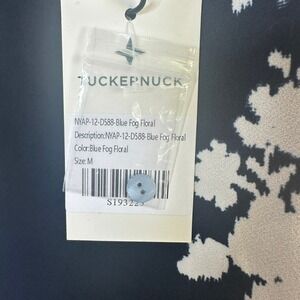 TUCKERNUCK
NYAP-12-D588-Blue Fog Floral
Description:NYAP-12-D588-Blue Fog Floral
Color:Blue Fog Floral
Size: M
S193225